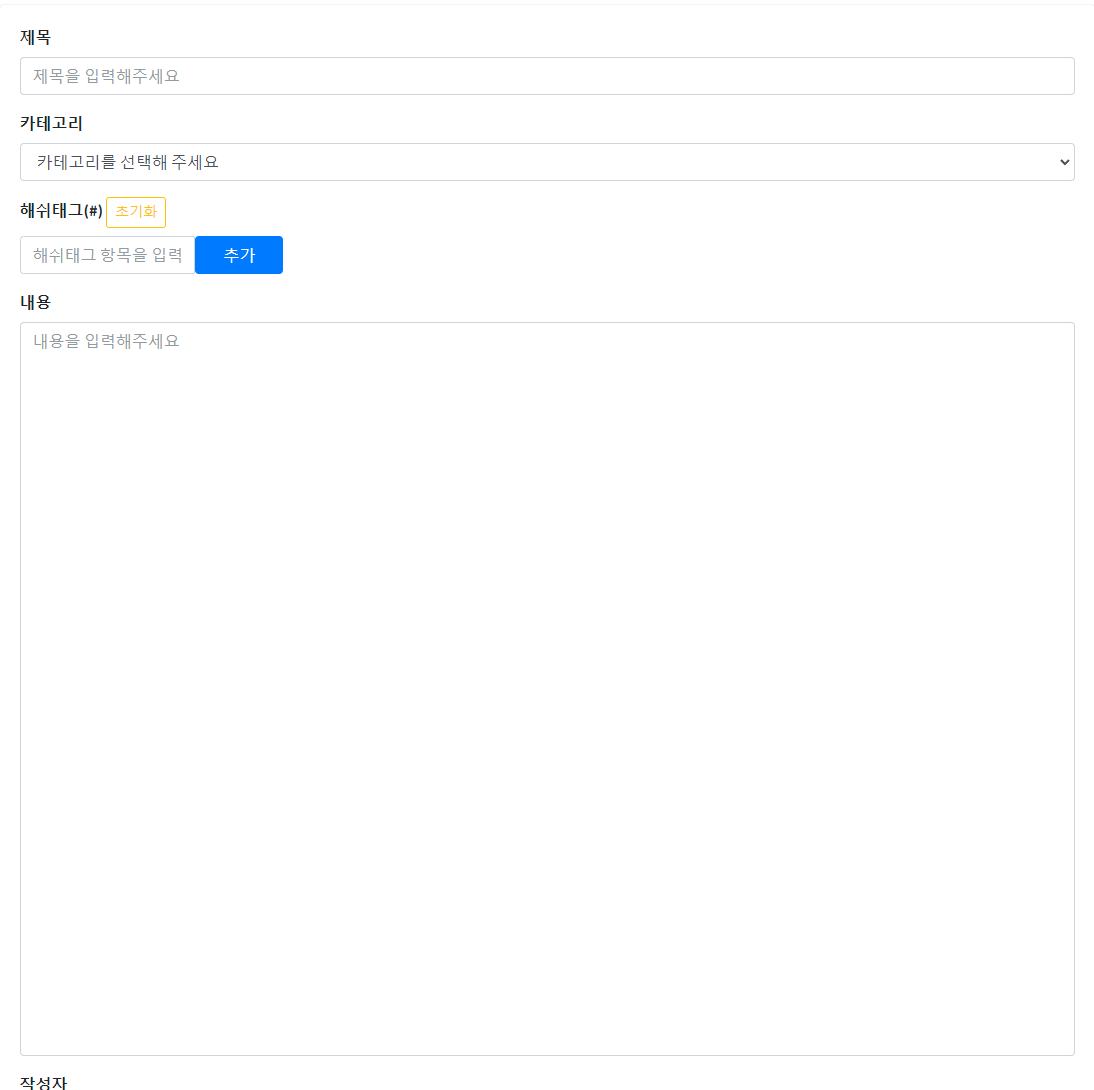 제목
제목을 입력해주세요
카테고리
카테고리를 선택해 주세요
해쉬태그(#) 초기화
해쉬태그 항목을 입력 추가
내용
내용을 입력해주세요
작성자